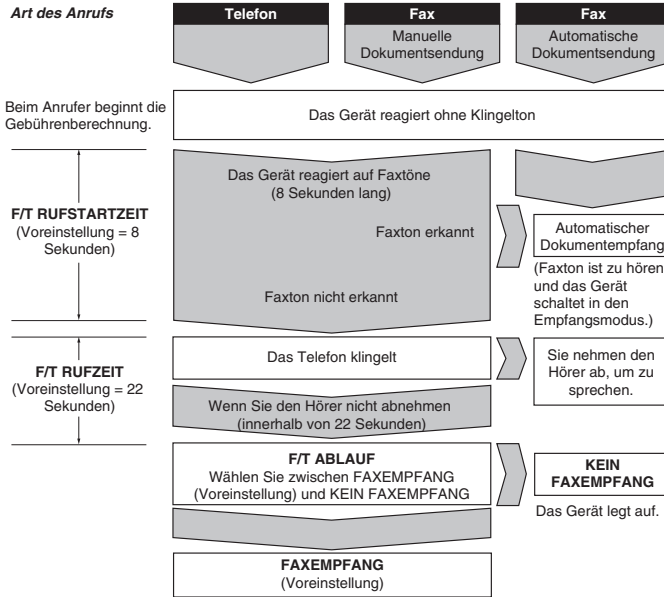 Art des Anrufs
Telefon
Fax
Fax
Manuelle
Dokumentsendung
Automatische
Dokumentsendung
Beim Anrufer beginnt die
Gebührenberechnung.
Das Gerät reagiert ohne Klingelton
F/T RUFSTARTZEIT
(Voreinstellung = 8
Sekunden)
Das Gerät reagiert auf Faxtöne
(8 Sekunden lang)
Faxton erkannt
Faxton nicht erkannt
Automatischer
Dokumentempfang
(Faxton ist zu hören
und das Gerät
schaltet in den
Empfangsmodus.)
F/T RUFZEIT
(Voreinstellung = 22
Sekunden)
Das Telefon klingelt
Sie nehmen den
Hörer ab, um zu
sprechen.
Wenn Sie den Hörer nicht abnehmen
(innerhalb von 22 Sekunden)
F/T ABLAUF
Wählen Sie zwischen FAXEMPFANG
(Voreinstellung) und KEIN FAXEMPFANG
KEIN
FAXEMPFANG
Das Gerät legt auf.
FAXEMPFANG
(Voreinstellung)